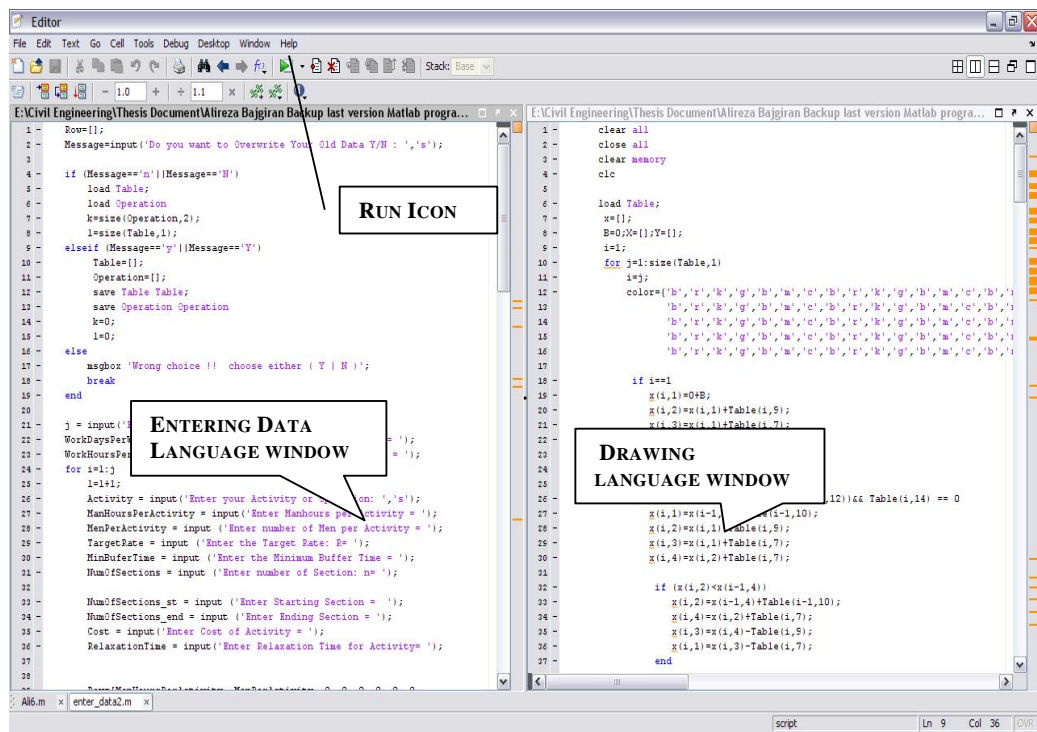 Editor
File Edit Text Go Cell Tools Debug Desktop Window Help
Stack: Base
1.0 ÷ 1.1 ×
E:\Civil Engineering\Thesis Document\Alireza Bajgiran Backup last version Matlab progra...
1 Row=[];
2 Message=input('Do you want to Overwrite Your Old Data Y/N : ','s');
3
4 if (Message=='n'||Message=='N')
5 load Table;
6 load Operation
7 k=size(Operation,2);
8 l=size(Table,1);
9 elseif (Message=='y'||Message=='Y')
10 Table=[];
11 Operation=[];
12 save Table Table;
13 save Operation Operation
14 k=0;
15 l=0;
16 else
17 msgbox 'Wrong choice !! choose either ( Y | N )';
18 break
19 end
20
21 j = input('
22 = ');
23 = ');
24 for i=1:j
25 l=l+1;
26 Activity = input('Enter your Activity or ','s');
27 ManHoursPerActivity = input('Enter Manhours per Activity = ');
28 MenPerActivity = input ('Enter number of Men per Activity = ');
29 TargetRate = input ('Enter the Target Rate: R= ');
30 MinBuferTime = input ('Enter the Minimum Buffer Time = ');
31 NumOfSections = input ('Enter number of Section: n= ');
32
33 NumOfSections_st = input ('Enter Starting Section = ');
34 NumOfSections_end = input ('Enter Ending Section = ');
35 Cost = input('Enter Cost of Activity = ');
36 RelaxationTime = input('Enter Relaxation Time for Activity= ');
37
38
RUN ICON
ENTERING DATA
LANGUAGE WINDOW
E:\Civil Engineering\Thesis Document\Alireza Bajgiran Backup last version Matlab progra...
1 clear all
2 close all
3 clear memory
4 clc
5
6 load Table;
7 x=[];
8 B=0;X=[];Y=[];
9 i=1;
10 for j=1:size(Table,1)
11 i=j;
12 color={'b','r','k','g','b','m','c','b','r','k','g','b','m','c','b',
13 'b','r','k','g','b','m','c','b','r','k','g','b','m','c','b',
14 'b','r','k','g','b','m','c','b','r','k','g','b','m','c','b',
15 'b','r','k','g','b','m','c','b','r','k','g','b','m','c','b',
16 'b','r','k','g','b','m','c','b','r','k','g','b','m','c','b',
17
18 if i==1
19 x(i,1)=0+B;
20 x(i,2)=x(i,1)+Table(i,9);
21 x(i,3)=x(i,1)+Table(i,7);
22
23
24
25
26 ,12))&& Table(i,14) == 0
27 x(i,1)=x(i-1, (i-1,10);
28 x(i,2)=x(i,1) (i,9);
29 x(i,3)=x(i,1)+Table(i,7);
30 x(i,4)=x(i,2)+Table(i,7);
31
32 if (x(i,2)<x(i-1,4))
33 x(i,2)=x(i-1,4)+Table(i-1,10);
34 x(i,4)=x(i,2)+Table(i,7);
35 x(i,3)=x(i,4)-Table(i,9);
36 x(i,1)=x(i,3)-Table(i,7);
37 end
DRAWING
LANGUAGE WINDOW
Ali6.m × enter_data2.m ×
script Ln 9 Col 36 OVR